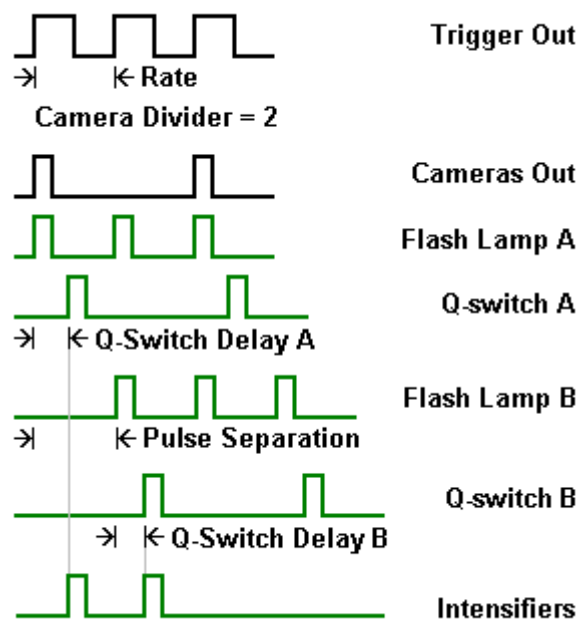 Trigger Out
Rate
Camera Divider = 2
Cameras Out
Flash Lamp A
Q-switch A
Q-Switch Delay A
Flash Lamp B
Pulse Separation
Q-switch B
Q-Switch Delay B
Intensifiers